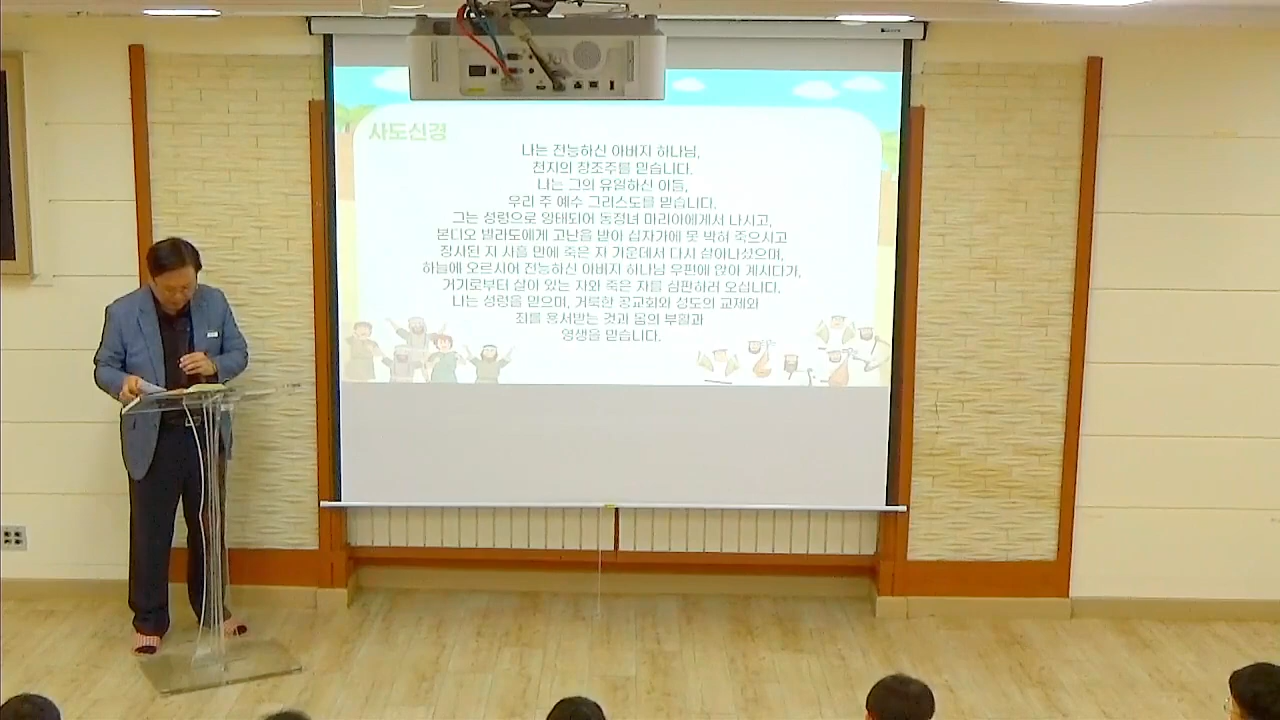 사도신경
나는 전능하신 아버지 하나님,
천지의 창조주를 믿습니다.
나는 그의 유일하신 아들,
우리 주 예수 그리스도를 믿습니다.
그는 성령으로 잉태되어 동정녀 마리아에게서 나시고,
본디오 빌라도에게 고난을 받아 십자가에 못 박혀 죽으시고
장사된 지 사흘 만에 죽은 자 가운데서 다시 살아나셨으며,
하늘에 오르시어 전능하신 아버지 하나님 우편에 앉아 계시다가,
거기로부터 살아 있는 자와 죽은 자를 심판하러 오십니다.
나는 성령을 믿으며, 거룩한 공교회와 성도의 교제와
죄를 용서받는 것과 몸의 부활과
영생을 믿습니다.